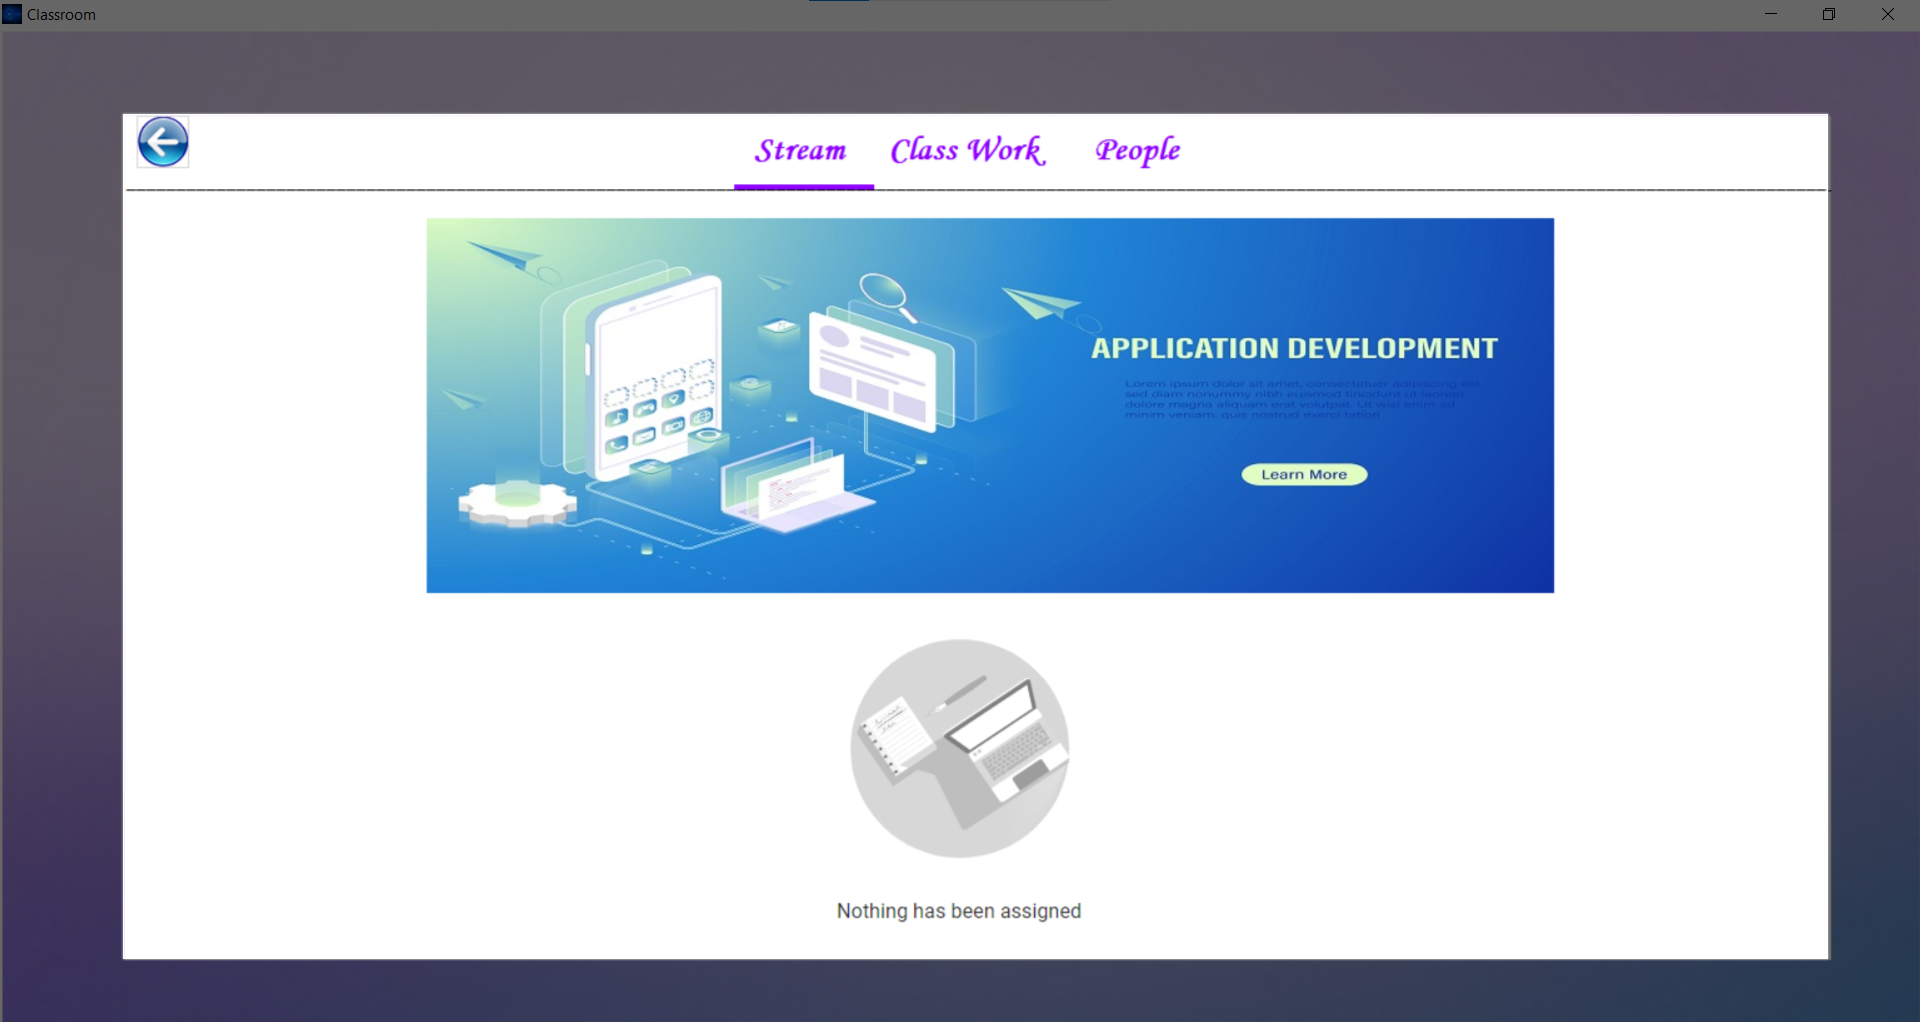 Classroom
Stream Class Work People
APPLICATION DEVELOPMENT
Lorem ipsum dolor sit amet, consectetuer adipiscing elit,
sed diam nonummy nibh euismod tincidunt ut laoreet
dolore magna aliquam erat volutpat. Ut wisi enim ad
minim veniam, quis nostrud exerci tation
Learn More
Nothing has been assigned